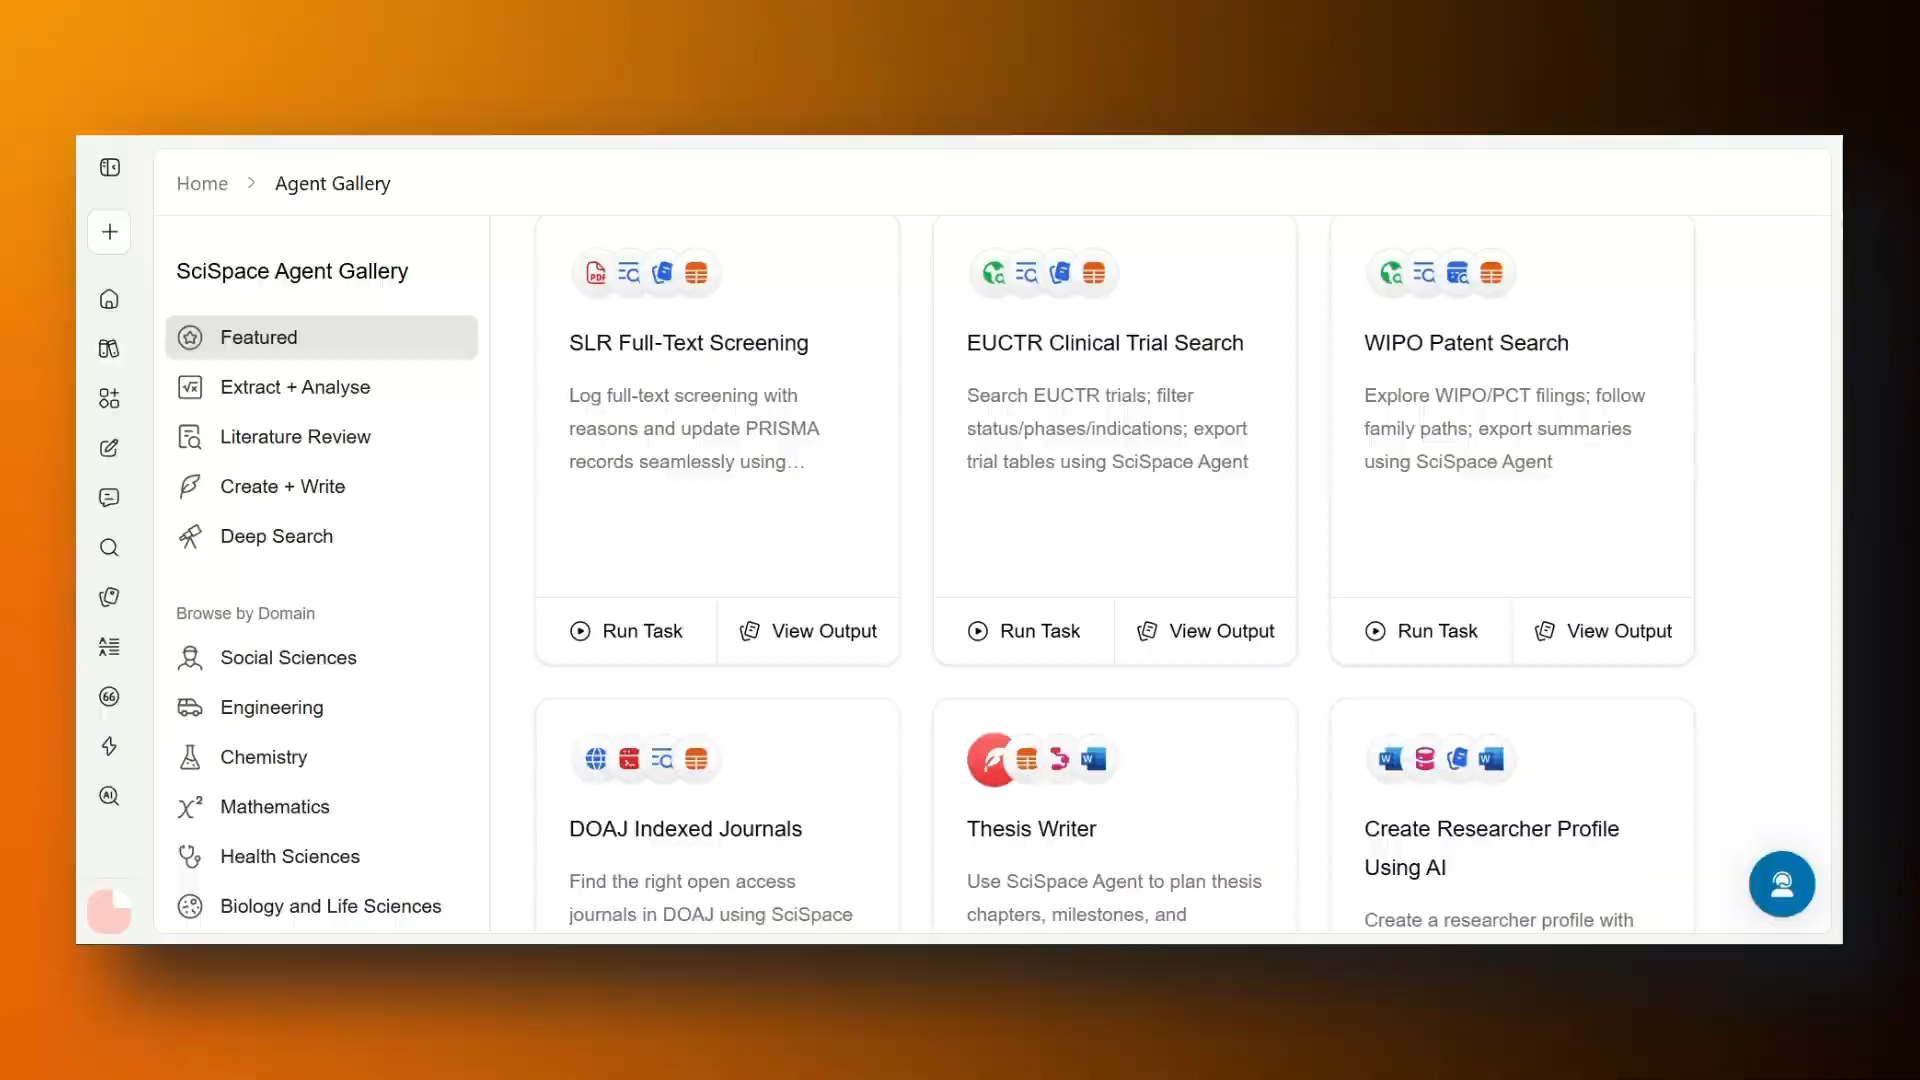 Home > Agent Gallery
SciSpace Agent Gallery
Featured
Extract + Analyse
Literature Review
Create + Write
Deep Search
Browse by Domain
Social Sciences
Engineering
Chemistry
Mathematics
Health Sciences
Biology and Life Sciences
66
AI
PDF
SLR Full-Text Screening
Log full-text screening with
reasons and update PRISMA
records seamlessly using...
Run Task
View Output
EUCTR Clinical Trial Search
Search EUCTR trials; filter
status/phases/indications; export
trial tables using SciSpace Agent
Run Task
View Output
WIPO Patent Search
Explore WIPO/PCT filings; follow
family paths; export summaries
using SciSpace Agent
Run Task
View Output
DOAJ Indexed Journals
Find the right open access
journals in DOAJ using SciSpace
W
Thesis Writer
Use SciSpace Agent to plan thesis
chapters, milestones, and
W
W
Create Researcher Profile
Using AI
Create a researcher profile with